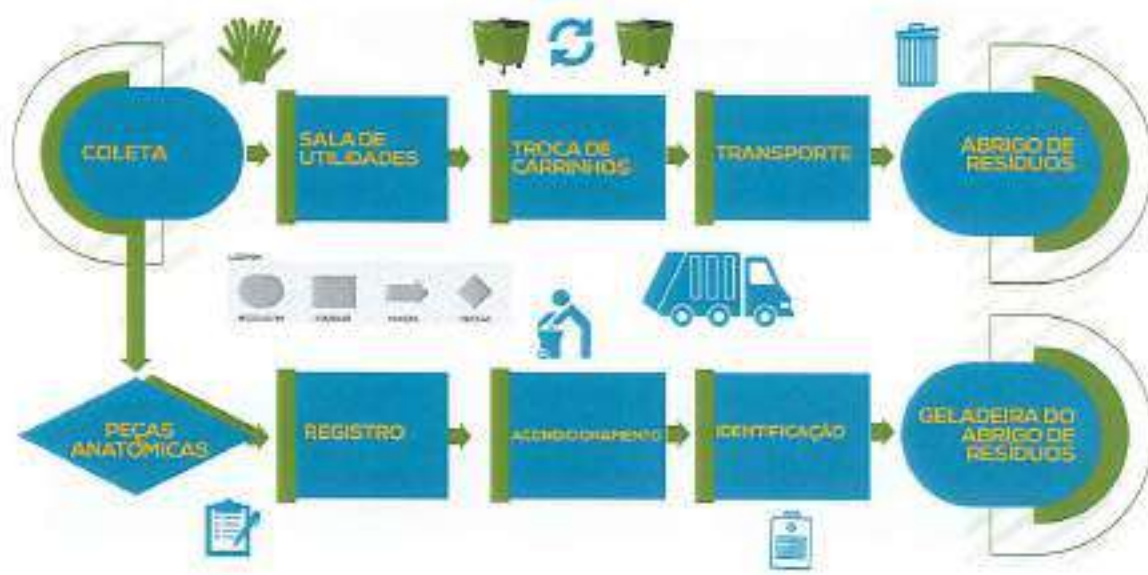 COLETA
SALA DE
UTILIDADES
TROCA DE
CARRINHOS
TRANSPORTE
ABRIGO DE
RESÍDUOS
PEÇAS
ANATÔMICAS
REGISTRO
ACONDICIONAMENTO
IDENTIFICAÇÃO
GELADEIRA DO
ABRIGO DE
RESÍDUOS